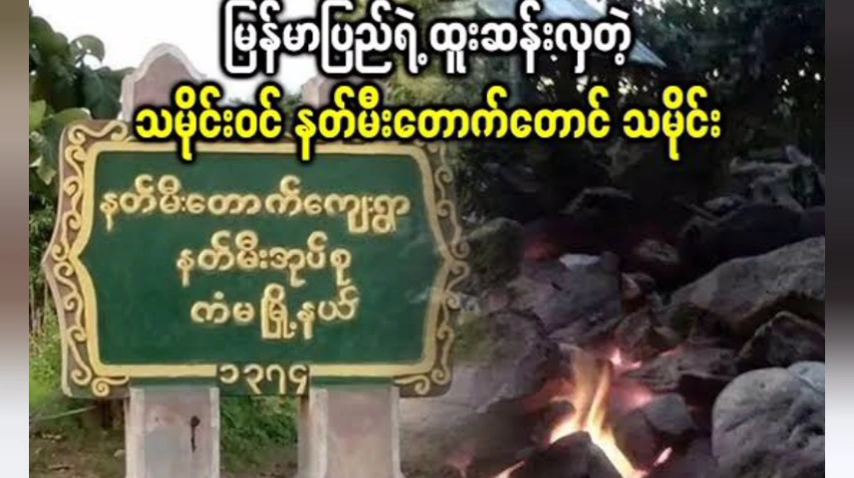 မြန်မာပြည်ရဲ့ ထူးဆန်းလှတဲ့
သမိုင်းဝင် နတ်မီးတောက်တောင် သမိုင်း
နတ်မီးတောက်ကျေးရွာ
နတ်မီးအုပ်စု
ကံမမြို့နယ်
၁၃၇၄